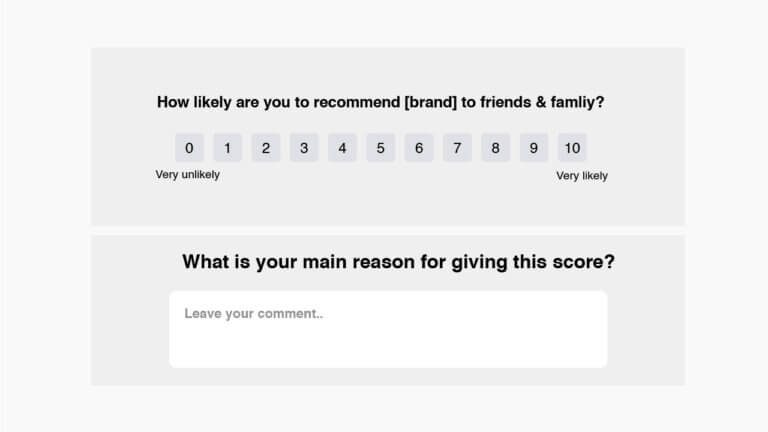 How likely are you to recommend [brand] to friends & famliy?
0 1 2 3 4 5 6 7 8 9 10
Very unlikely Very likely
What is your main reason for giving this score?
Leave your comment..